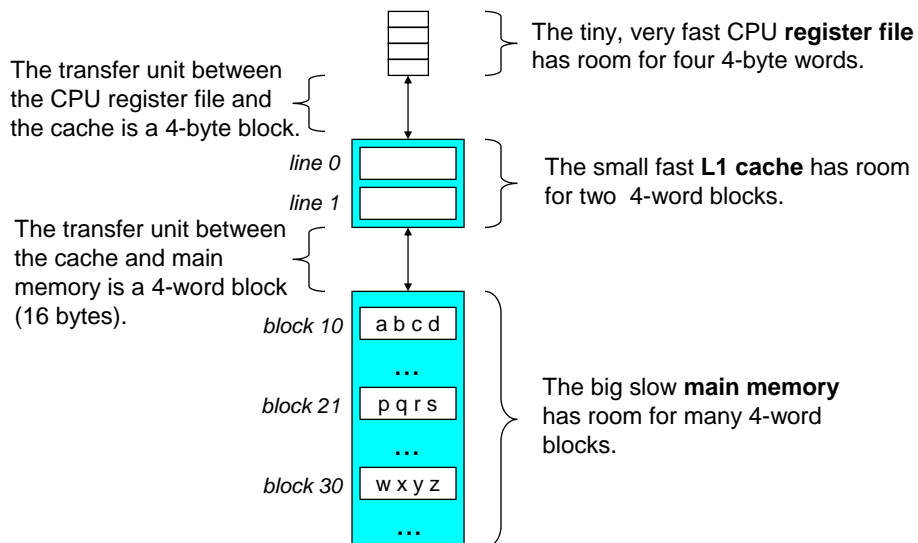 The tiny, very fast CPU register file
has room for four 4-byte words.
The transfer unit between
the CPU register file and
the cache is a 4-byte block.
line 0
line 1
The small fast L1 cache has room
for two 4-word blocks.
The transfer unit between
the cache and main
memory is a 4-word block
(16 bytes).
block 10
a b c d
...
block 21
p q r s
...
block 30
w x y z
...
The big slow main memory
has room for many 4-word
blocks.